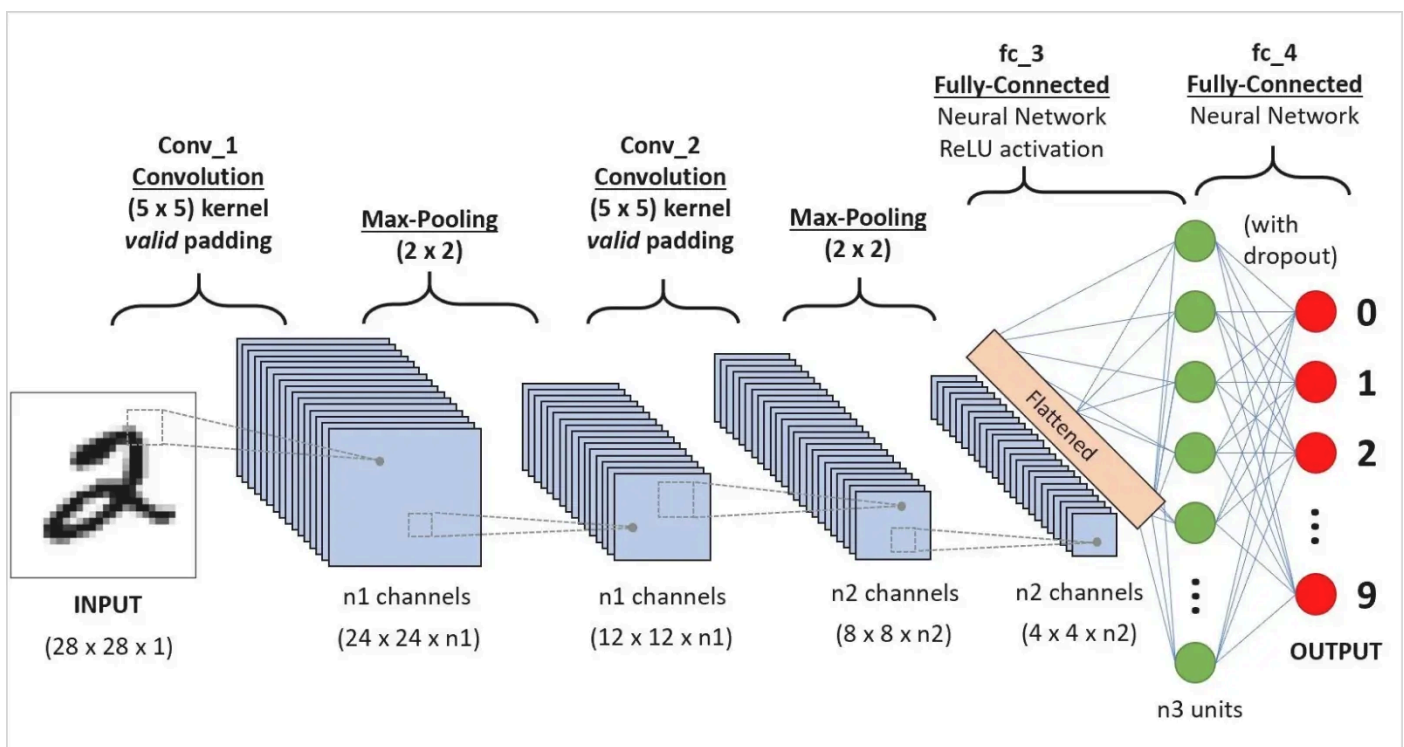 Conv_1
Convolution
(5 x 5) kernel
valid padding
Max-Pooling
(2 x 2)
Conv_2
Convolution
(5 x 5) kernel
valid padding
Max-Pooling
(2 x 2)
fc_3
Fully-Connected
Neural Network
ReLU activation
fc_4
Fully-Connected
Neural Network
(with
dropout)
Flattened
0
1
2
9
OUTPUT
INPUT
(28 x 28 x 1)
n1 channels
(24 x 24 x n1)
n1 channels
(12 x 12 x n1)
n2 channels
(8 x 8 x n2)
n2 channels
(4 x 4 x n2)
n3 units